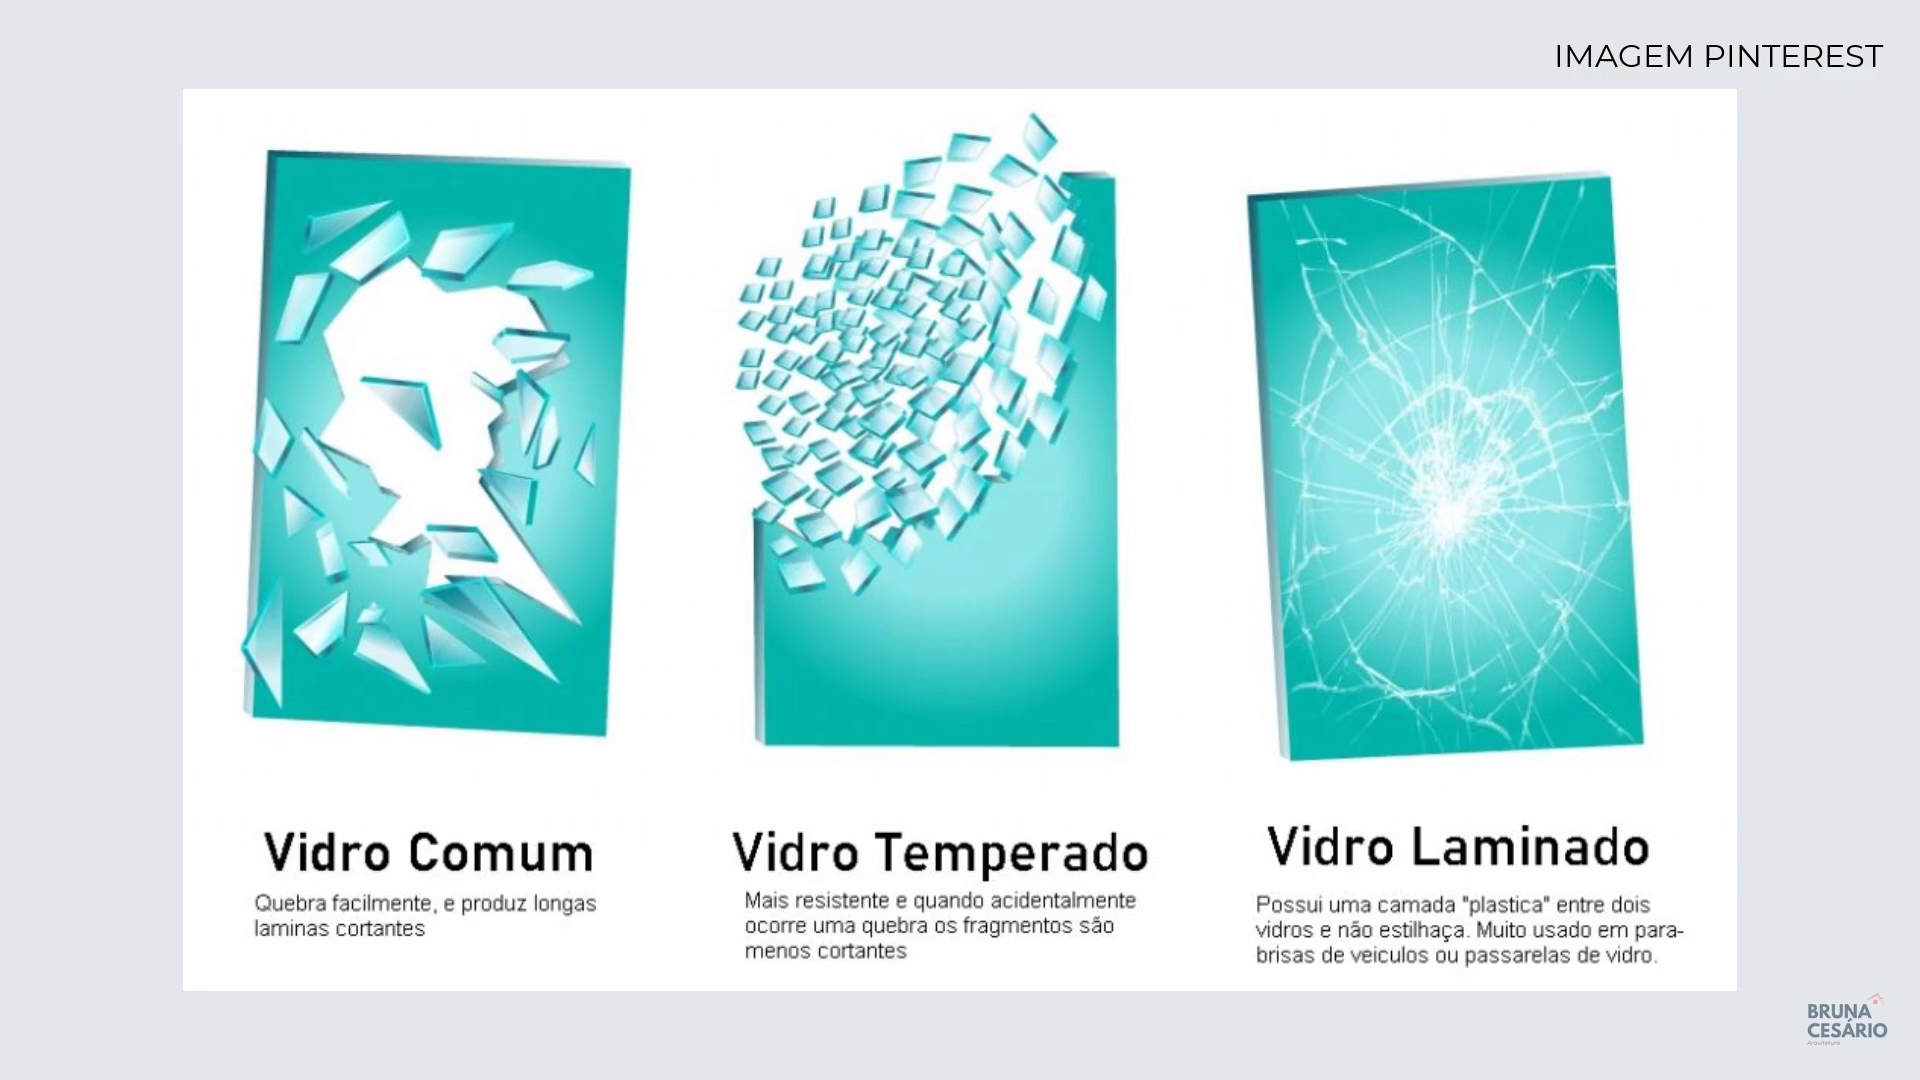 IMAGEM PINTEREST
Vidro Comum
Quebra facilmente, e produz longas
laminas cortantes
Vidro Temperado
Mais resistente e quando acidentalmente
ocorre uma quebra os fragmentos são
menos cortantes
Vidro Laminado
Possui uma camada "plastica" entre dois
vidros e não estilhaça. Muito usado em para-
brisas de veiculos ou passarelas de vidro.
BRUNA
CESÁRIO
Arquitetura